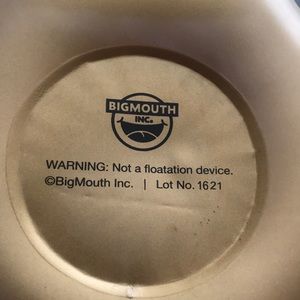 BIGMOUTH
INC.
WARNING: Not a floatation device.
©BigMouth Inc. | Lot No. 1621